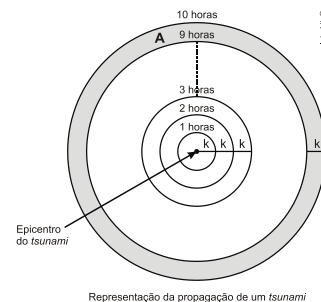 10 horas
A
9 horas
3 horas
2 horas
1 horas
k k k k
Epicentro
do tsunami
Representação da propagação de um tsunami